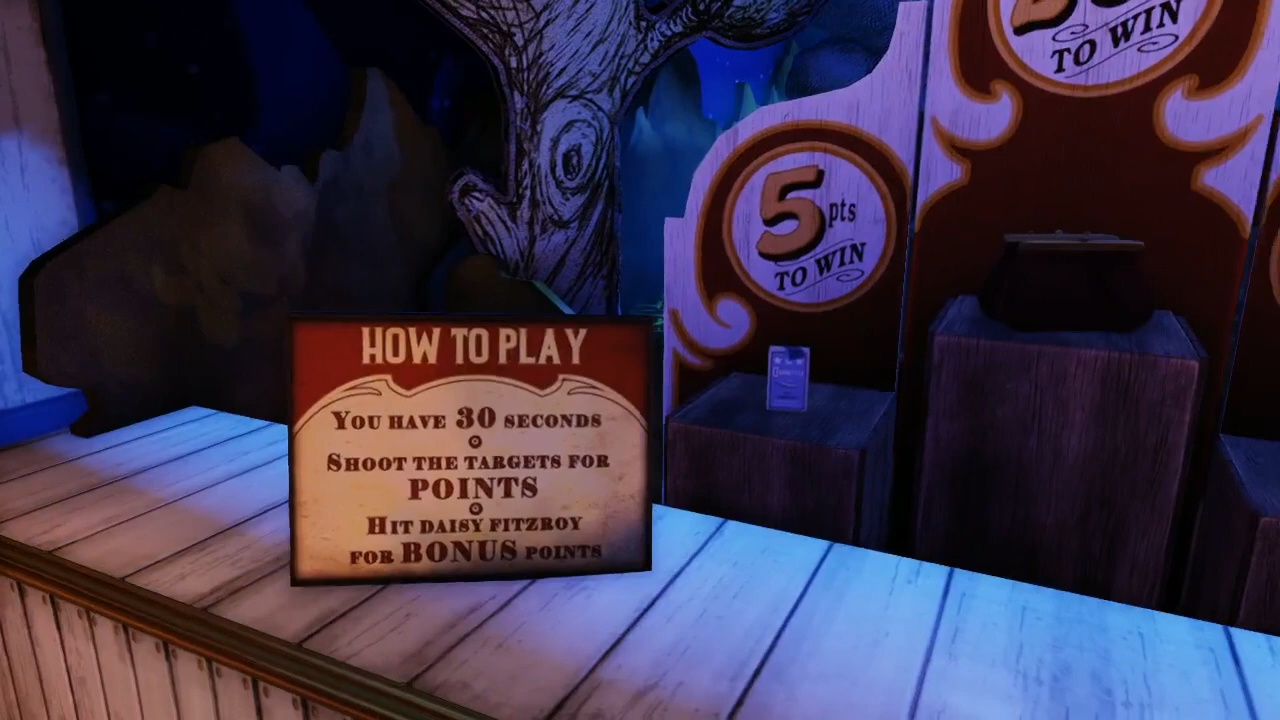 HOW TO PLAY
YOU HAVE 30 SECONDS
SHOOT THE TARGETS FOR
POINTS
HIT DAISY FITZROY
FOR BONUS POINTS
5 pts
TO WIN
TO WIN